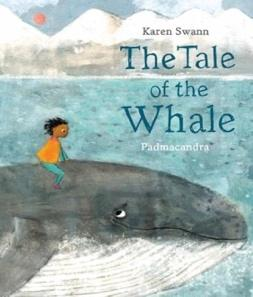 Karen Swann
The Tale
of the
Whale
Padmacandra